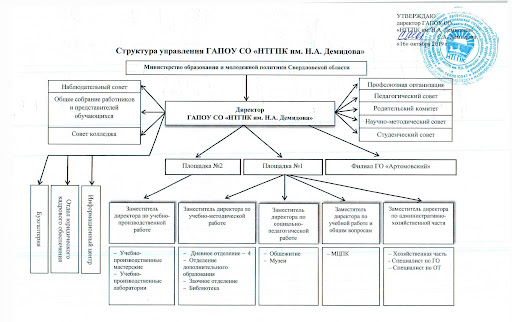 УТВЕРЖДАЮ
директор ГАПОУ СО
«НТГПК им. Н.А. Демидова»
«16» октября 2019
Структура управления ГАПОУ СО «НТГПК им. Н.А. Демидова»
Министерство образования и молодежной политики Свердловской области
Наблюдательный совет
Общее собрание работников
и представителей
обучающихся
Совет колледжа
Директор
ГАПОУ СО «НТГПК им. Н.А. Демидова»
Профсоюзная организация
Педагогический совет
Родительский комитет
Научно-методический совет
Студенческий совет
Площадка №2
Площадка №1
Филиал ГО «Артемовский»
Бухгалтерия
Отдел юридического
кадрового обеспечения
Информационный центр
Заместитель
директора по учебно-
производственной
работе
– Учебно-
производственные
мастерские
– Учебно-
производственные
лаборатории
Заместитель
директора по
учебно-методической
работе
– Дневное отделение – 4
– Отделение
дополнительного
образования
– Заочное отделение
– Библиотека
Заместитель
директора по
социально-
педагогической
работе
– Общежитие
– Музеи
Заместитель
директора по
учебной работе и
общим вопросам
– МЦПК
Заместитель директора
по административно-
хозяйственной части
– Хозяйственная часть
– Специалист по ГО
– Специалист по ОТ